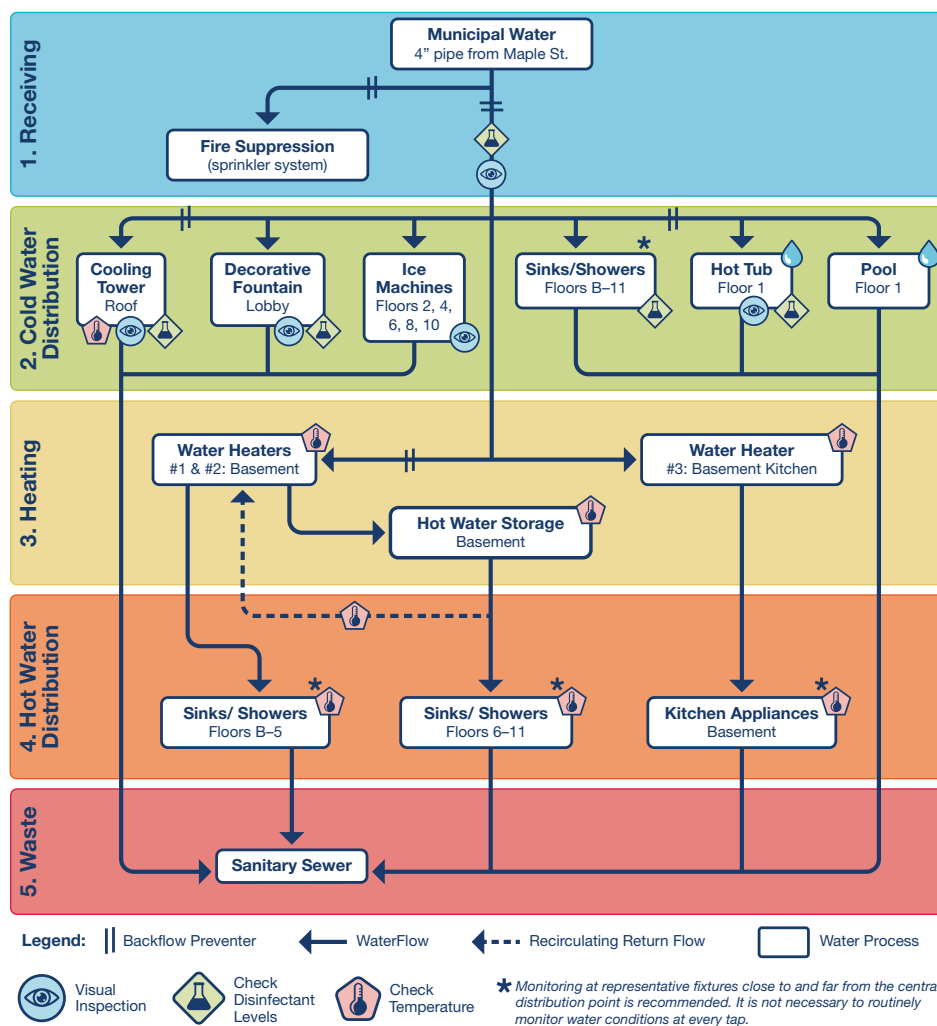 1. Receiving
Municipal Water
4” pipe from Maple St.
Fire Suppression
(sprinkler system)
2. Cold Water
Distribution
Cooling
Tower
Roof
Decorative
Fountain
Lobby
Ice
Machines
Floors 2, 4,
6, 8, 10
*
Sinks/Showers
Floors B–11
Hot Tub
Floor 1
Pool
Floor 1
3. Heating
Water Heaters
#1 & #2: Basement
Water Heater
#3: Basement Kitchen
Hot Water Storage
Basement
4. Hot Water
Distribution
*
Sinks/ Showers
Floors B–5
*
Sinks/ Showers
Floors 6–11
*
Kitchen Appliances
Basement
5. Waste
Sanitary Sewer
Legend: Backflow Preventer WaterFlow Recirculating Return Flow Water Process
Visual
Inspection
Check
Disinfectant
Levels
Check
Temperature
* Monitoring at representative fixtures close to and far from the central
distribution point is recommended. It is not necessary to routinely
monitor water conditions at every tap.